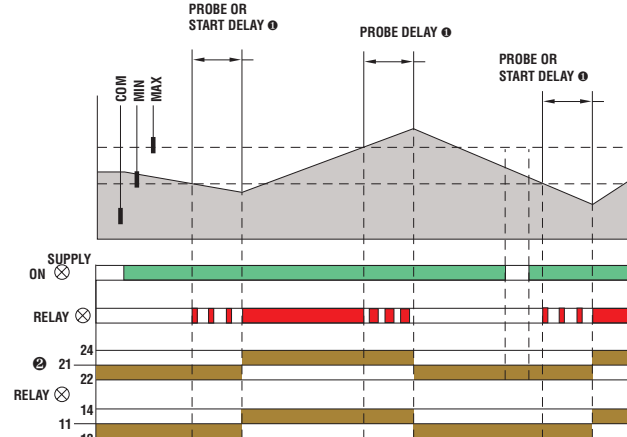 PROBE OR
START DELAY ❶
PROBE DELAY ❶
PROBE OR
START DELAY ❶
COM
MIN
MAX
SUPPLY
ON
RELAY
24
❷ 21
22
RELAY
14
11